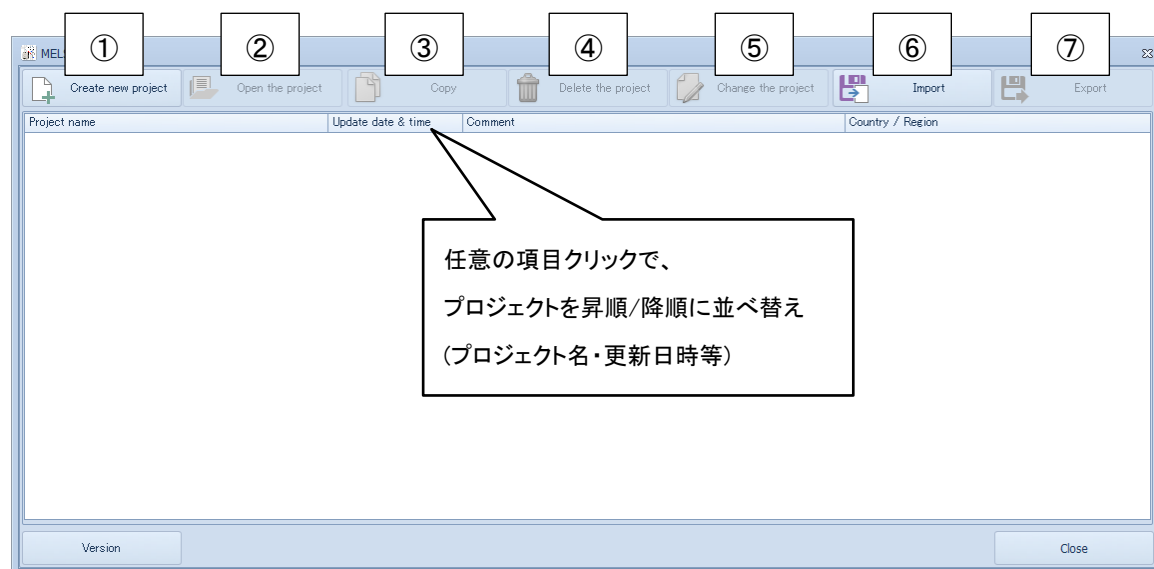 ① ② ③ ④ ⑤ ⑥ ⑦
MELS
Create new project Open the project Copy Delete the project Change the project Import Export
Project name Update date & time Comment Country / Region
任意の項目クリックで、
プロジェクトを昇順/降順に並べ替え
(プロジェクト名・更新日時等)
Version Close